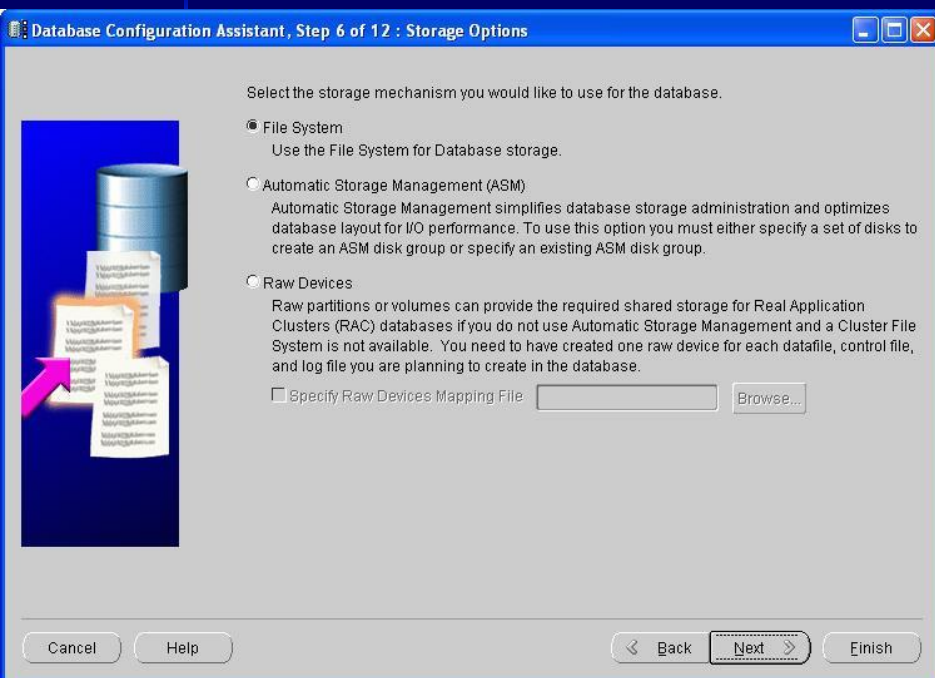 Database Configuration Assistant, Step 6 of 12 : Storage Options
Select the storage mechanism you would like to use for the database.
File System
Use the File System for Database storage.
Automatic Storage Management (ASM)
Automatic Storage Management simplifies database storage administration and optimizes
database layout for I/O performance. To use this option you must either specify a set of disks to
create an ASM disk group or specify an existing ASM disk group.
Raw Devices
Raw partitions or volumes can provide the required shared storage for Real Application
Clusters (RAC) databases if you do not use Automatic Storage Management and a Cluster File
System is not available. You need to have created one raw device for each datafile, control file,
and log file you are planning to create in the database.
Specify Raw Devices Mapping File
Browse...
Cancel
Help
Back
Next
Finish